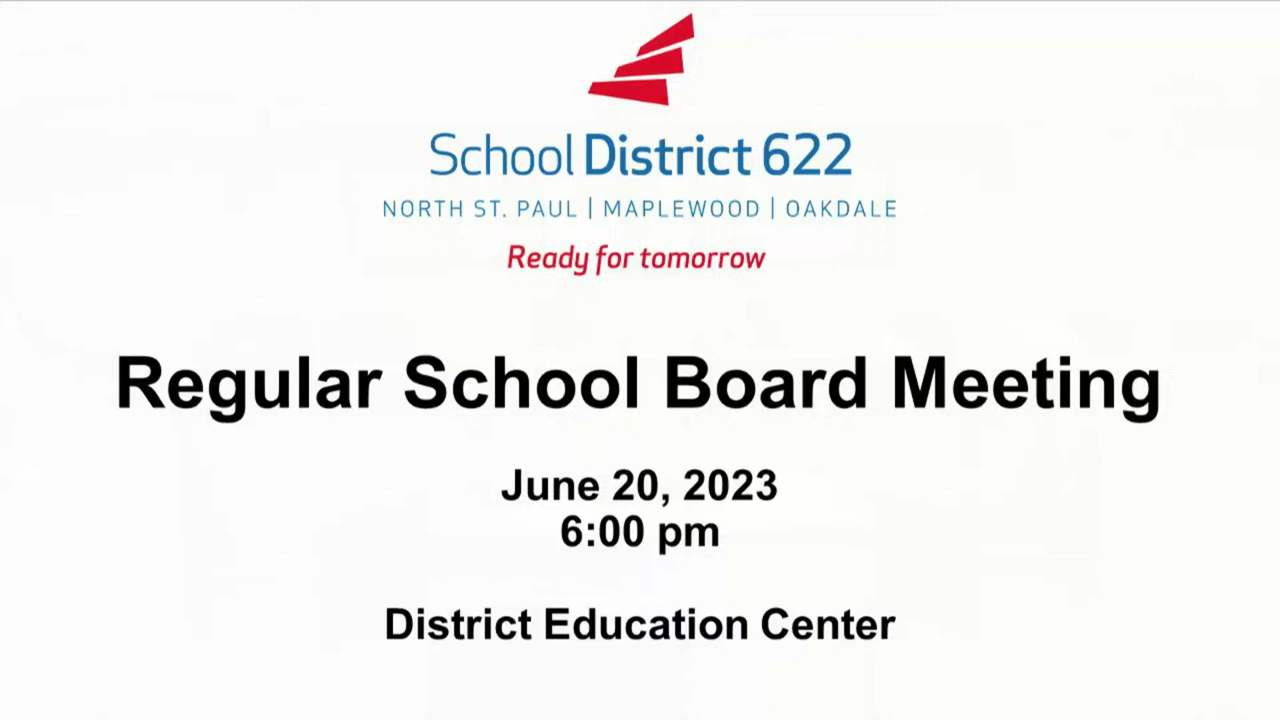 School District 622
NORTH ST. PAUL | MAPLEWOOD | OAKDALE
Ready for tomorrow
Regular School Board Meeting
June 20, 2023
6:00 pm
District Education Center